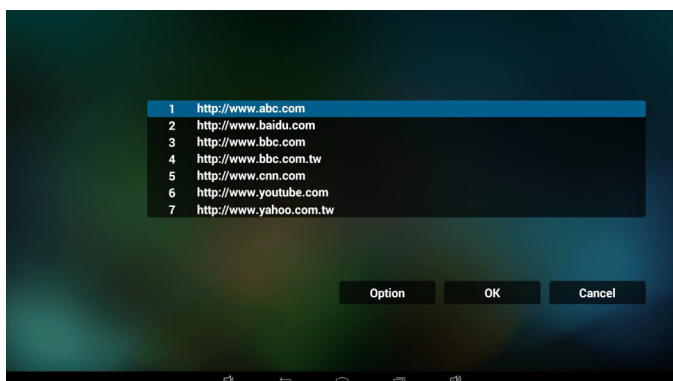 1 http://www.abc.com
2 http://www.baidu.com
3 http://www.bbc.com
4 http://www.bbc.com.tw
5 http://www.cnn.com
6 http://www.youtube.com
7 http://www.yahoo.com.tw
Option OK Cancel